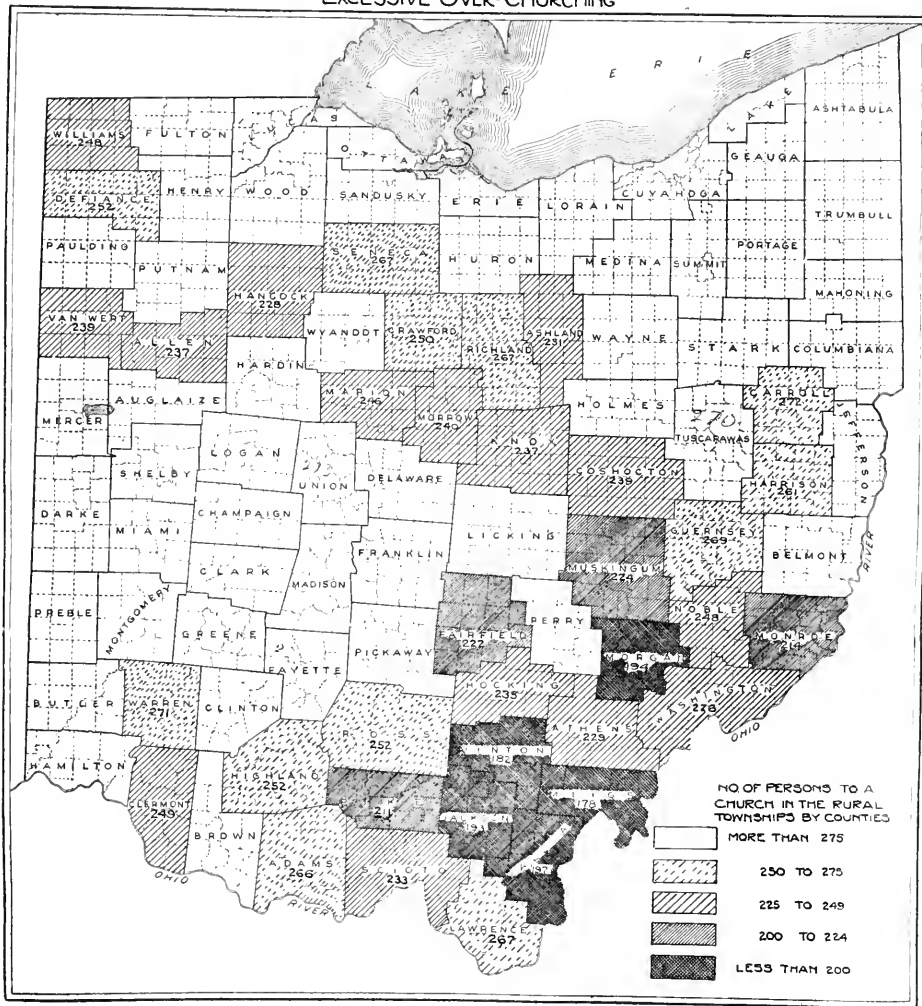 EXCESSIVE OVER-CHURCHING
LAKE ERIE
WILLIAMS
248
FULTON
LAKE
ASHTABULA
OTTAWA
GEAUGA
DEFIANCE
252
HENRY
WOOD
SANDUSKY
ERIE
LORAIN
CUYAHOGA
TRUMBULL
PAULDING
PUTNAM
HANCOCK
228
SENECA
267
HURON
MEDINA
SUMMIT
PORTAGE
MAHONING
VAN WERT
239
ALLEN
237
WYANDOT
CRAWFORD
250
RICHLAND
267
ASHLAND
231
WAYNE
STARK
COLUMBIANA
HARDIN
MERCER
AUGLAIZE
MARION
246
MORROW
240
KNOX
237
HOLMES
TUSCARAWAS
CARROLL
272
JEFFERSON
LOGAN
UNION
DELAWARE
COSHOCTON
239
HARRISON
261
SHELBY
DARKE
MIAMI
CHAMPAIGN
FRANKLIN
LICKING
MUSKINGUM
224
GUERNSEY
269
BELMONT
RIVER
CLARK
MADISON
PREBLE
MONTGOMERY
GREENE
FAYETTE
PICKAWAY
FAIRFIELD
222
PERRY
MORGAN
194
NOBLE
248
MONROE
214
BUTLER
WARREN
271
CLINTON
ROSS
252
HOCKING
235
ATHENS
229
WASHINGTON
238
OHIO
HAMILTON
CLERMONT
249
HIGHLAND
252
VINTON
182
MEIGS
178
BROWN
ADAMS
266
PIKE
211
JACKSON
193
197
SCIOTO
233
LAWRENCE
267
OHIO
RIVER
NO. OF PERSONS TO A
CHURCH IN THE RURAL
TOWNSHIPS BY COUNTIES
MORE THAN 275
250 TO 275
225 TO 249
200 TO 224
LESS THAN 200